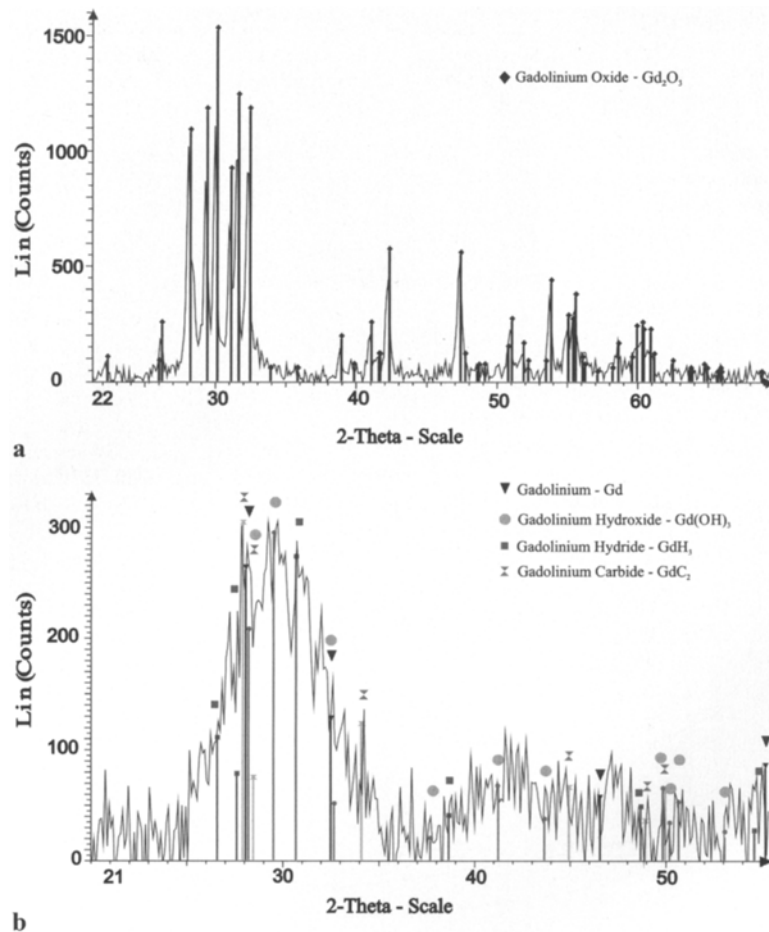 1500
1000
500
0
Lin (Counts)
◆ Gadolinium Oxide - Gd₂O₃
22 30 40 50 60
2-Theta - Scale
a
300
200
100
0
Lin (Counts)
▼ Gadolinium - Gd
● Gadolinium Hydroxide - Gd(OH)₃
■ Gadolinium Hydride - GdH₃
⧗ Gadolinium Carbide - GdC₂
21 30 40 50
2-Theta - Scale
b